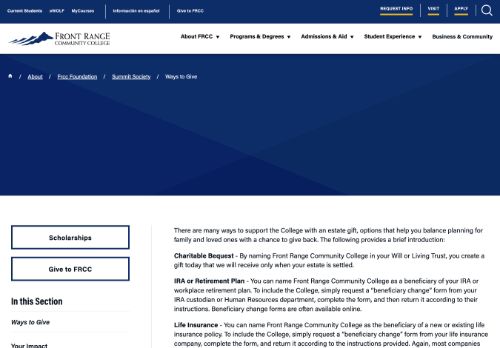 Current Students eWOLF MyCourses Información en español Give to FRCC REQUEST INFO VISIT APPLY
FRONT RANGE
COMMUNITY COLLEGE
About FRCC ▼ Programs & Degrees ▼ Admissions & Aid ▼ Student Experience ▼ Business & Community
/ About / Frcc Foundation / Summit Society / Ways to Give
Scholarships
Give to FRCC
In this Section
Ways to Give
Your Impact
There are many ways to support the College with an estate gift, options that help you balance planning for
family and loved ones with a chance to give back. The following provides a brief introduction:
Charitable Bequest - By naming Front Range Community College in your Will or Living Trust, you create a
gift today that we will receive only when your estate is settled.
IRA or Retirement Plan - You can name Front Range Community College as a beneficiary of your IRA or
workplace retirement plan. To include the College, simply request a "beneficiary change" form from your
IRA custodian or Human Resources department, complete the form, and then return it according to their
instructions. Beneficiary change forms are often available online.
Life Insurance - You can name Front Range Community College as the beneficiary of a new or existing life
insurance policy. To include the College, simply request a "beneficiary change" form from your life insurance
company, complete the form, and return it according to the instructions provided. Again, most companies